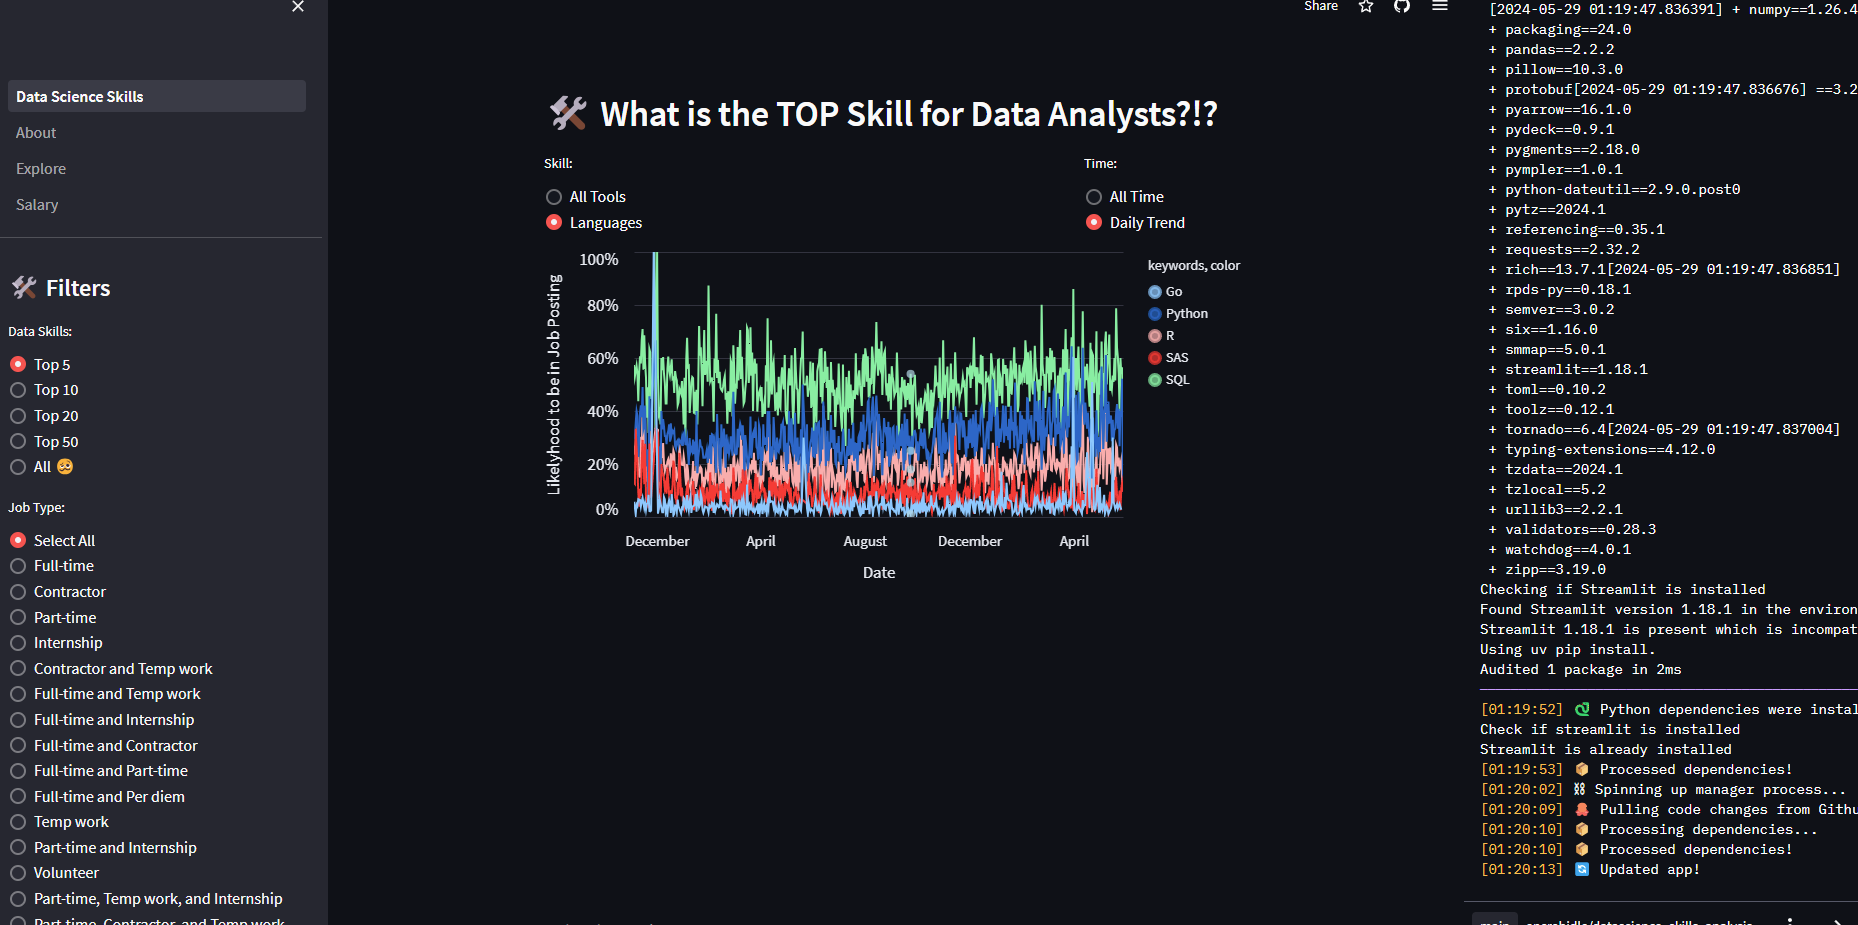 Data Science Skills
About
Explore
Salary
Filters
Data Skills:
Top 5
Top 10
Top 20
Top 50
All
Job Type:
Select All
Full-time
Contractor
Part-time
Internship
Contractor and Temp work
Full-time and Temp work
Full-time and Internship
Full-time and Contractor
Full-time and Part-time
Full-time and Per diem
Temp work
Part-time and Internship
Volunteer
Part-time, Temp work, and Internship
Part-time, Contractor, and Temp work
Share
What is the TOP Skill for Data Analysts?!?
Skill:
All Tools
Languages
Time:
All Time
Daily Trend
Likelyhood to be in Job Posting
100%
80%
60%
40%
20%
0%
December
April
August
December
April
Date
keywords, color
Go
Python
R
SAS
SQL
[2024-05-29 01:19:47.836391] + numpy==1.26.4
+ packaging==24.0
+ pandas==2.2.2
+ pillow==10.3.0
+ protobuf[2024-05-29 01:19:47.836676] ==3.2
+ pyarrow==16.1.0
+ pydeck==0.9.1
+ pygments==2.18.0
+ pympler==1.0.1
+ python-dateutil==2.9.0.post0
+ pytz==2024.1
+ referencing==0.35.1
+ requests==2.32.2
+ rich==13.7.1[2024-05-29 01:19:47.836851]
+ rpds-py==0.18.1
+ semver==3.0.2
+ six==1.16.0
+ smmap==5.0.1
+ streamlit==1.18.1
+ toml==0.10.2
+ toolz==0.12.1
+ tornado==6.4[2024-05-29 01:19:47.837004]
+ typing-extensions==4.12.0
+ tzdata==2024.1
+ tzlocal==5.2
+ urllib3==2.2.1
+ validators==0.28.3
+ watchdog==4.0.1
+ zipp==3.19.0
Checking if Streamlit is installed
Found Streamlit version 1.18.1 in the environ
Streamlit 1.18.1 is present which is incompat
Using uv pip install.
Audited 1 package in 2ms
[01:19:52] Python dependencies were instal
Check if streamlit is installed
Streamlit is already installed
[01:19:53] Processed dependencies!
[01:20:02] Spinning up manager process...
[01:20:09] Pulling code changes from Githu
[01:20:10] Processing dependencies...
[01:20:10] Processed dependencies!
[01:20:13] Updated app!
main